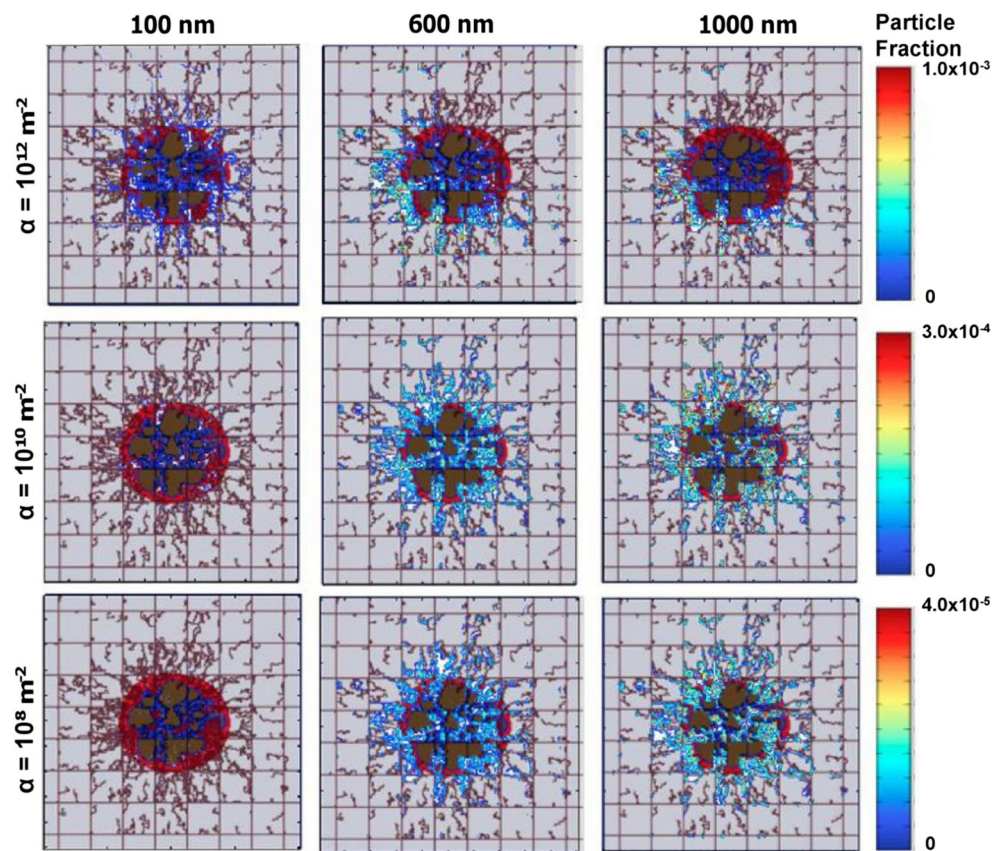 100 nm 600 nm 1000 nm Particle
Fraction
1.0x10⁻³
α = 10¹² m⁻²
0
3.0x10⁻⁴
α = 10¹⁰ m⁻²
0
4.0x10⁻⁵
α = 10⁸ m⁻²
0